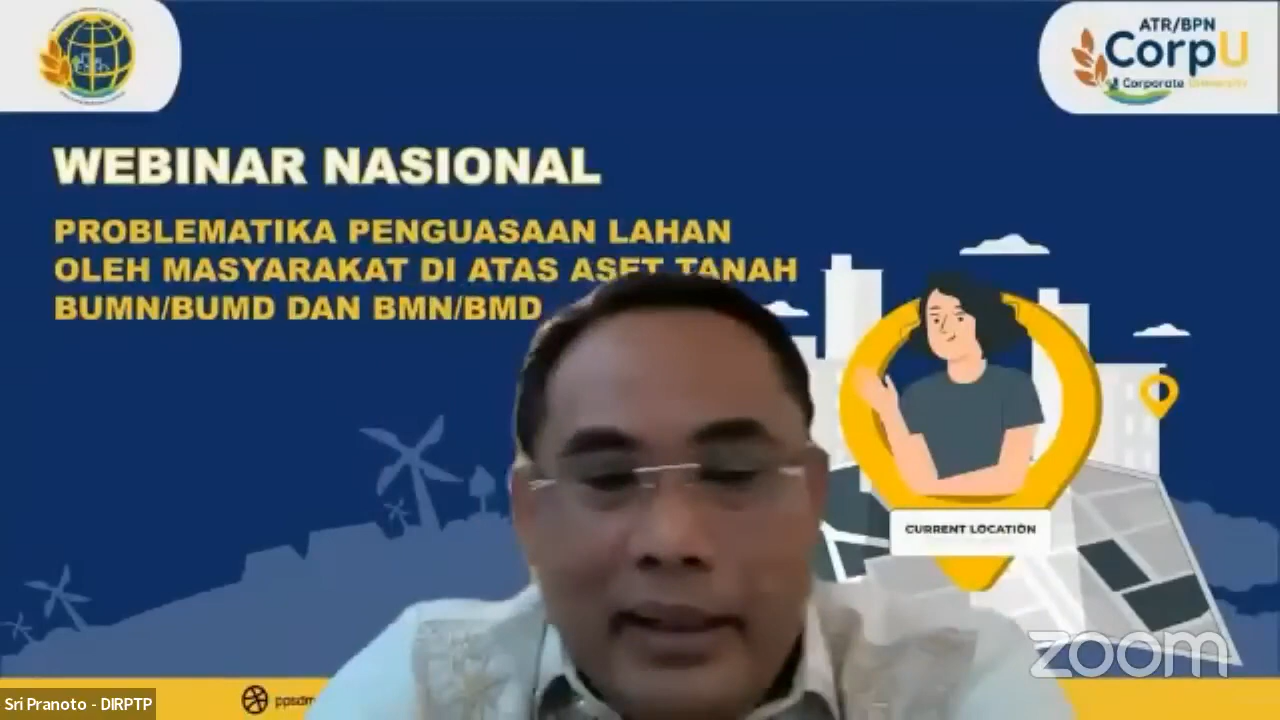 ATR/BPN
CorpU
Corporate University
WEBINAR NASIONAL
PROBLEMATIKA PENGUASAAN LAHAN
OLEH MASYARAKAT DI ATAS ASET TANAH
BUMN/BUMD DAN BMN/BMD
CURRENT LOCATION
zoom
Sri Pranoto - DIRPTP
ppsdm